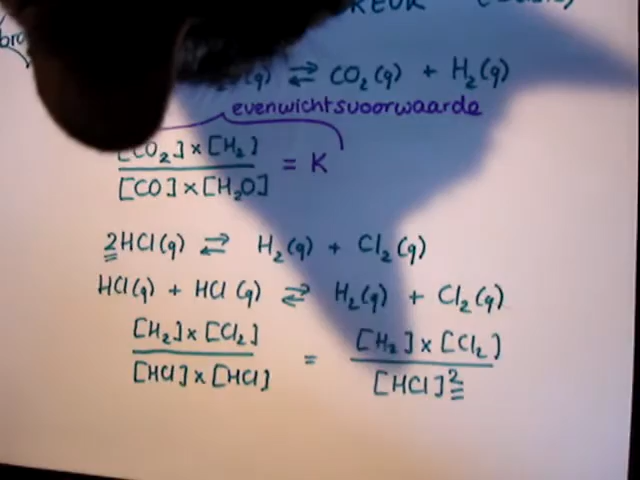 (g) ⇌ CO₂(g) + H₂(g)
evenwichtsvoorwaarde
[CO₂] × [H₂]
= K
[CO] × [H₂O]
2HCl(g) ⇌ H₂(g) + Cl₂(g)
HCl(g) + HCl(g) ⇌ H₂(g) + Cl₂(g)
[H₂] × [Cl₂] = [H₂] × [Cl₂]
[HCl] × [HCl] [HCl]²